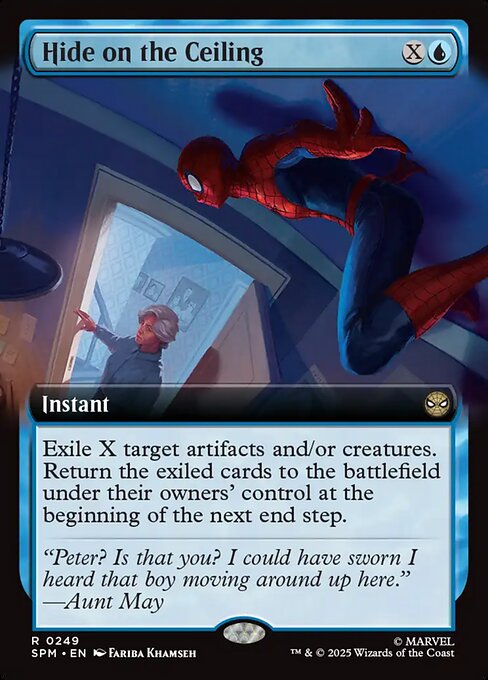 Hide on the Ceiling X
Instant
Exile X target artifacts and/or creatures.
Return the exiled cards to the battlefield
under their owners’ control at the
beginning of the next end step.
“Peter? Is that you? I could have sworn I
heard that boy moving around up here.”
—Aunt May
R 0249 © MARVEL
SPM • EN Fariba Khamseh ™ & © 2025 Wizards of the Coast